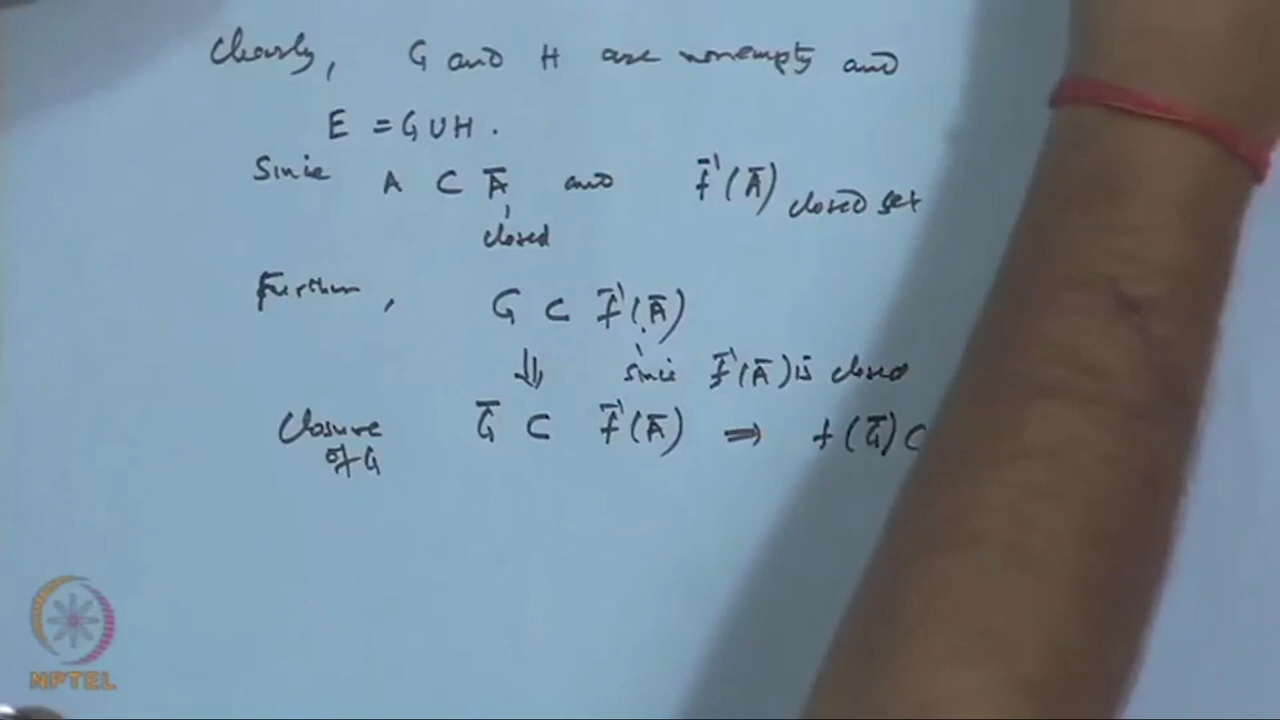 Clearly, G and H are nonempty and
E = G ∪ H.
Since A ⊂ Ā and f⁻¹(Ā) closed set
closed
Further, G ⊂ f⁻¹(Ā)
⇓ since f⁻¹(Ā) is closed
Closure of G Ḡ ⊂ f⁻¹(Ā) ⇒ f(Ḡ) ⊂
NPTEL